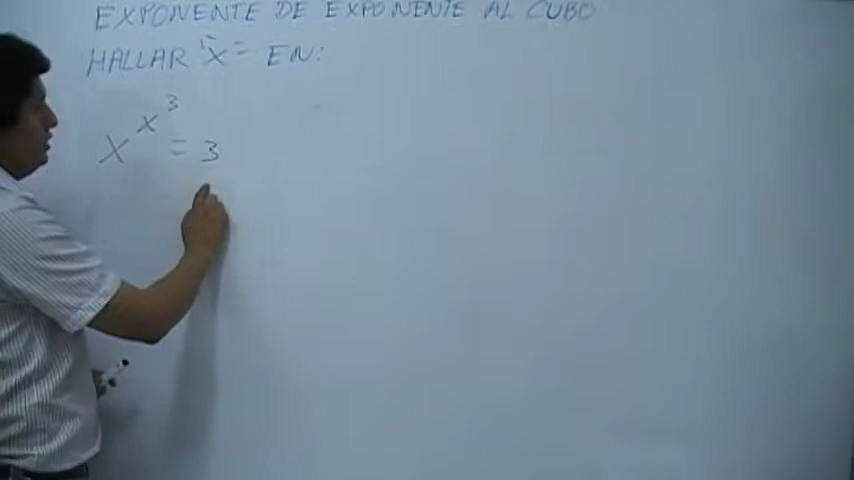 EXPONENTE DE EXPONENTE AL CUBO
HALLAR "X" = EN:
x^x^3 = 3